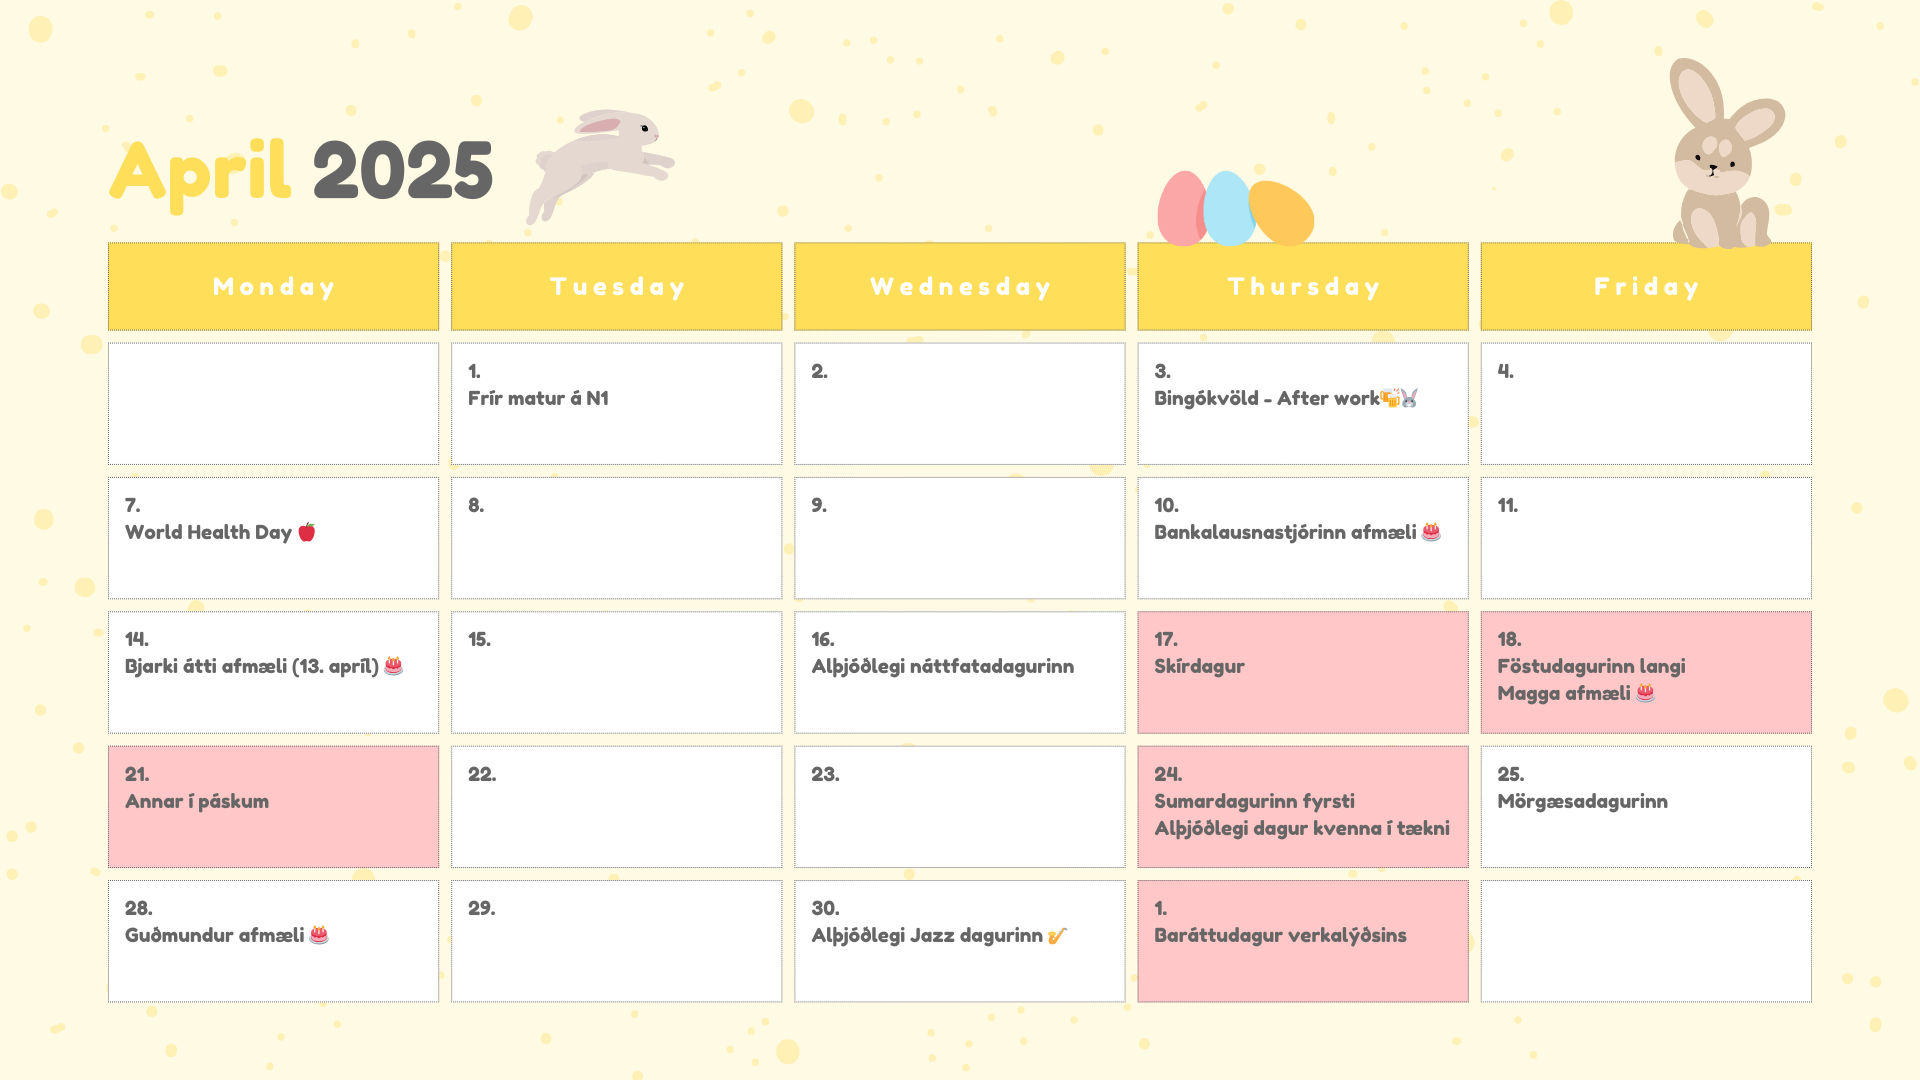 April 2025
Monday
Tuesday
Wednesday
Thursday
Friday
1.
Frír matur á N1
2.
3.
Bingókvöld - After work🍻🐰
4.
7.
World Health Day 🍎
8.
9.
10.
Bankalausnastjórinn afmæli 🎂
11.
14.
Bjarki átti afmæli (13. apríl) 🎂
15.
16.
Alþjóðlegi náttfatadagurinn
17.
Skírdagur
18.
Föstudagurinn langi
Magga afmæli 🎂
21.
Annar í páskum
22.
23.
24.
Sumardagurinn fyrsti
Alþjóðlegi dagur kvenna í tækni
25.
Mörgæsadagurinn
28.
Guðmundur afmæli 🎂
29.
30.
Alþjóðlegi Jazz dagurinn 🎷
1.
Baráttudagur verkalýðsins